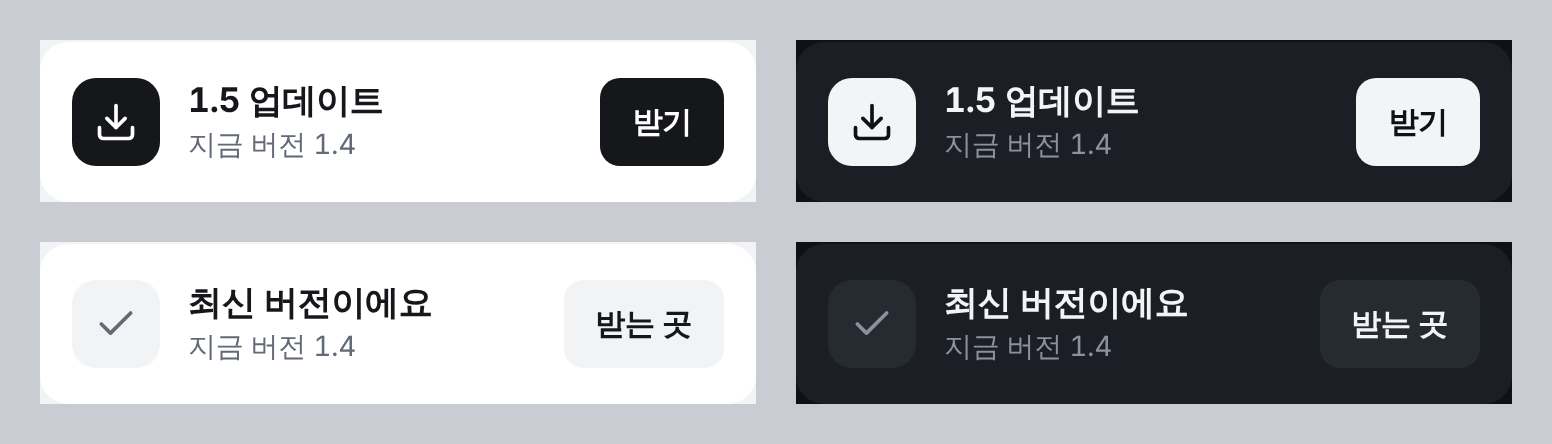 1.5 업데이트
지금 버전 1.4
받기
1.5 업데이트
지금 버전 1.4
받기
최신 버전이에요
지금 버전 1.4
받는 곳
최신 버전이에요
지금 버전 1.4
받는 곳